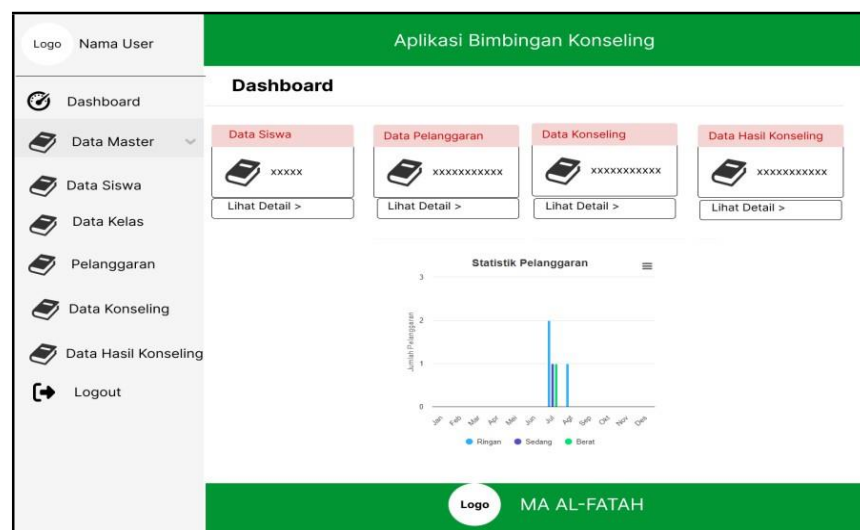 Logo Nama User
Aplikasi Bimbingan Konseling
Dashboard
Data Master
Data Siswa
Data Kelas
Pelanggaran
Data Konseling
Data Hasil Konseling
Logout
Dashboard
Data Siswa
xxxxx
Lihat Detail >
Data Pelanggaran
xxxxxxxxxxx
Lihat Detail >
Data Konseling
xxxxxxxxxxx
Lihat Detail >
Data Hasil Konseling
xxxxxxxxxxx
Lihat Detail >
Statistik Pelanggaran
Jumlah Pelanggaran
3
2
1
0
Jan Feb Mar Apr Mei Jun Jul Agt Sep Okt Nov Des
Ringan Sedang Berat
Logo MA AL-FATAH